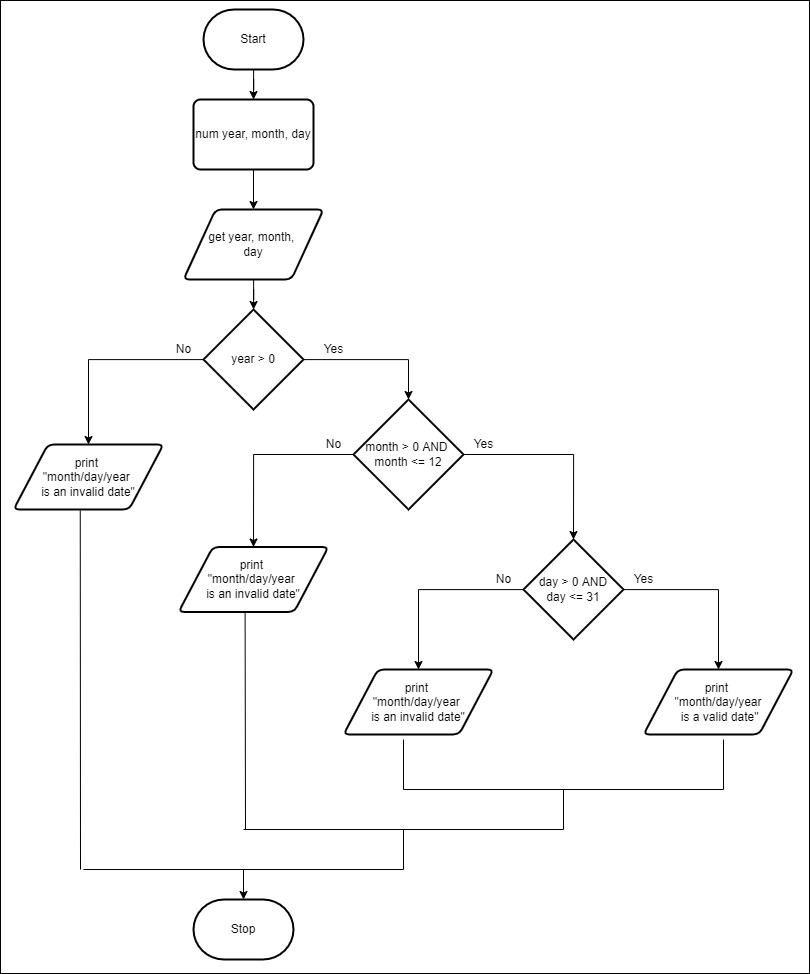 Start
num year, month, day
get year, month,
day
year > 0
No
Yes
month > 0 AND
month <= 12
No
Yes
print
"month/day/year
is an invalid date"
print
"month/day/year
is an invalid date"
day > 0 AND
day <= 31
No
Yes
print
"month/day/year
is an invalid date"
print
"month/day/year
is a valid date"
Stop